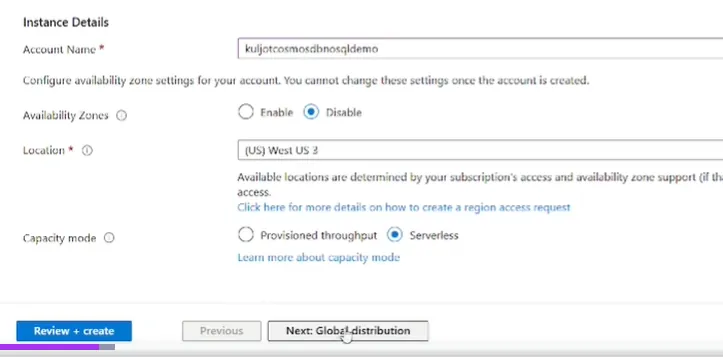 Instance Details
Account Name *
kuljotcosmosdbnosqldemo
Configure availability zone settings for your account. You cannot change these settings once the account is created.
Availability Zones
Enable
Disable
Location *
(US) West US 3
Available locations are determined by your subscription's access and availability zone support (if
access.
Click here for more details on how to create a region access request
Capacity mode
Provisioned throughput
Serverless
Learn more about capacity mode
Review + create
Previous
Next: Global distribution